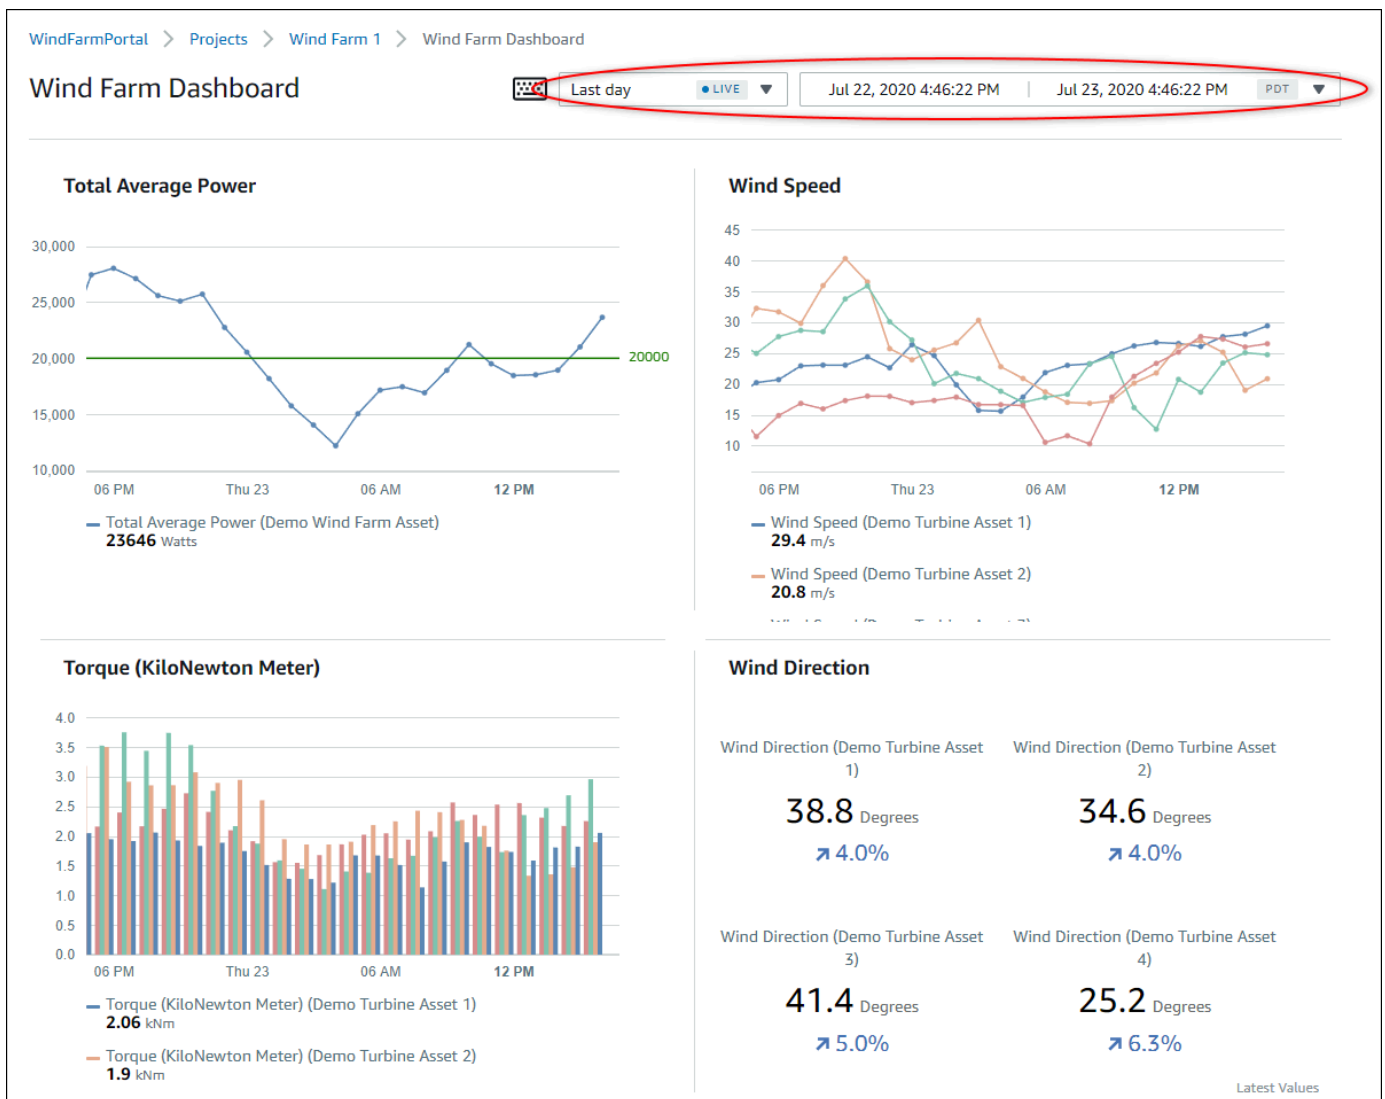 WindFarmPortal > Projects > Wind Farm 1 > Wind Farm Dashboard
Wind Farm Dashboard
Last day LIVE Jul 22, 2020 4:46:22 PM Jul 23, 2020 4:46:22 PM PDT
Total Average Power
30,000
25,000
20,000
15,000
10,000
20000
06 PM Thu 23 06 AM 12 PM
Total Average Power (Demo Wind Farm Asset)
23646 Watts
Wind Speed
45
40
35
30
25
20
15
10
06 PM Thu 23 06 AM 12 PM
Wind Speed (Demo Turbine Asset 1)
29.4 m/s
Wind Speed (Demo Turbine Asset 2)
20.8 m/s
Torque (KiloNewton Meter)
4.0
3.5
3.0
2.5
2.0
1.5
1.0
0.5
0.0
06 PM Thu 23 06 AM 12 PM
Torque (KiloNewton Meter) (Demo Turbine Asset 1)
2.06 kNm
Torque (KiloNewton Meter) (Demo Turbine Asset 2)
1.9 kNm
Wind Direction
Wind Direction (Demo Turbine Asset
1)
38.8 Degrees
4.0%
Wind Direction (Demo Turbine Asset
2)
34.6 Degrees
4.0%
Wind Direction (Demo Turbine Asset
3)
41.4 Degrees
5.0%
Wind Direction (Demo Turbine Asset
4)
25.2 Degrees
6.3%
Latest Values